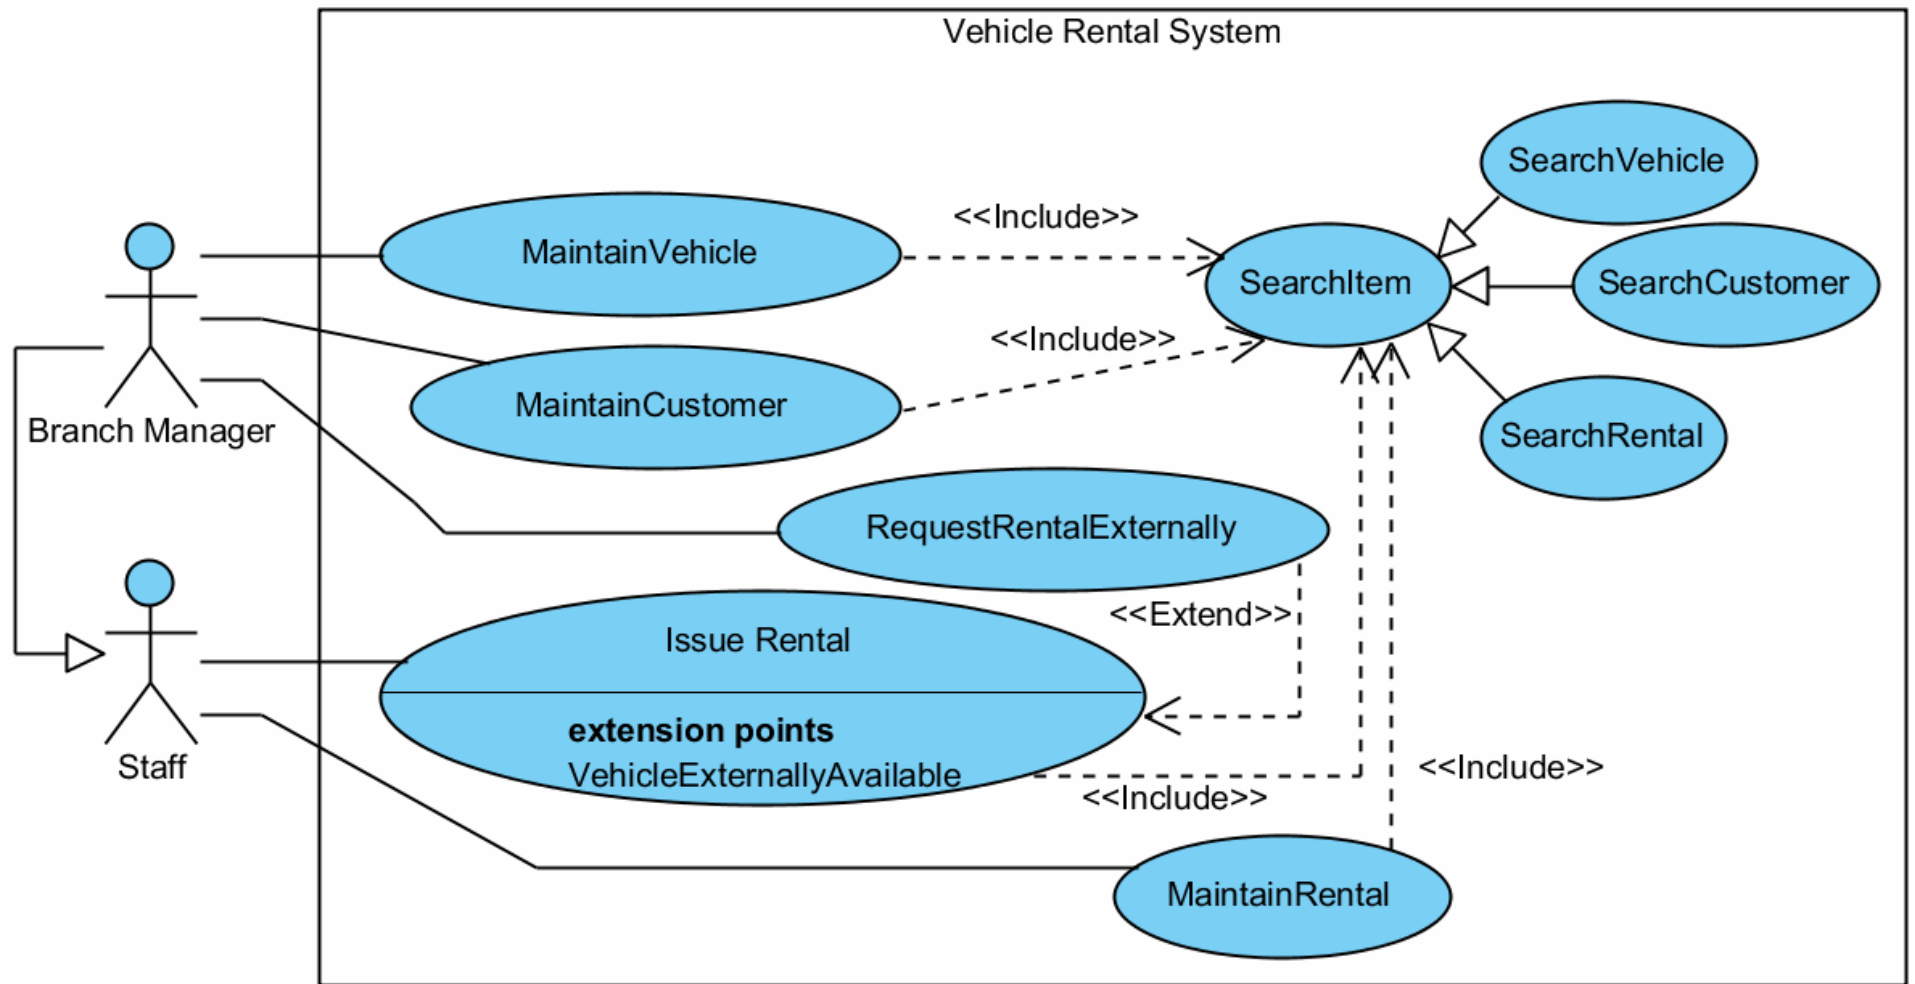 Vehicle Rental System
SearchVehicle
<<Include>>
MaintainVehicle
SearchItem
SearchCustomer
<<Include>>
MaintainCustomer
Branch Manager
SearchRental
RequestRentalExternally
<<Extend>>
Issue Rental
extension points
VehicleExternallyAvailable
Staff
<<Include>>
<<Include>>
MaintainRental